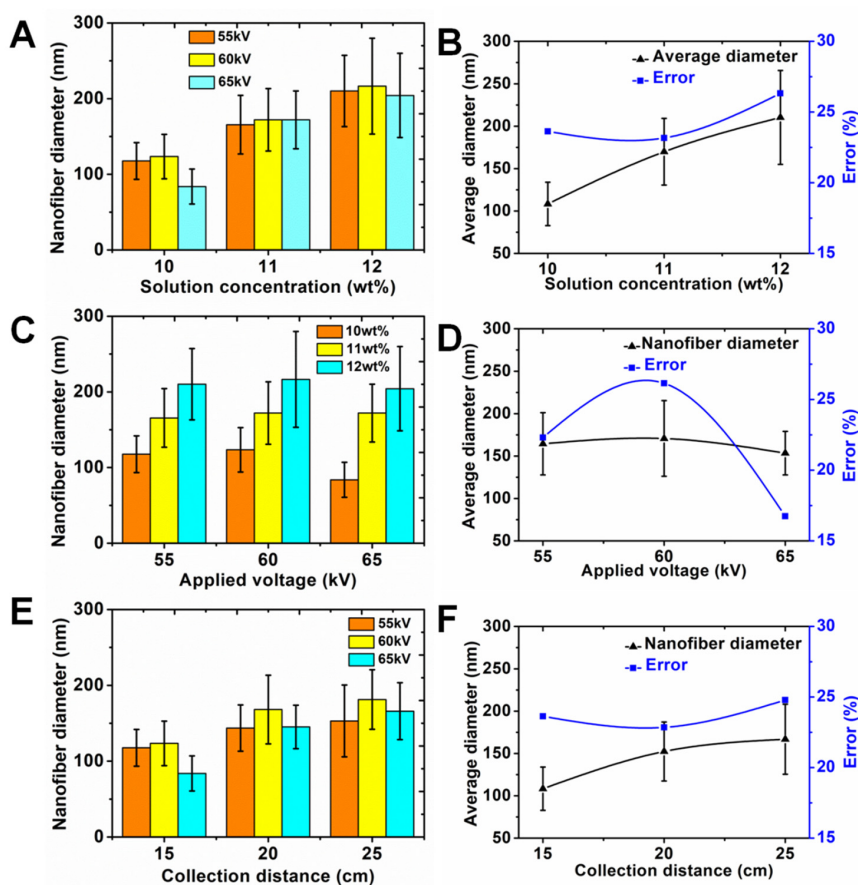 A
300
200
100
0
Nanofiber diameter (nm)
55kV
60kV
65kV
10
11
12
Solution concentration (wt%)
B
300
250
200
150
100
50
Average diameter (nm)
Average diameter
Error
30
25
20
15
Error (%)
10
11
12
Solution concentration (wt%)
C
300
200
100
0
Nanofiber diameter (nm)
10wt%
11wt%
12wt%
55
60
65
Applied voltage (kV)
D
300
250
200
150
100
50
Average diameter (nm)
Nanofiber diameter
Error
30
25
20
15
Error (%)
55
60
65
Applied voltage (kV)
E
300
200
100
0
Nanofiber diameter (nm)
55kV
60kV
65kV
15
20
25
Collection distance (cm)
F
300
250
200
150
100
50
Average diameter (nm)
Nanofiber diameter
Error
30
25
20
15
Error (%)
15
20
25
Collection distance (cm)